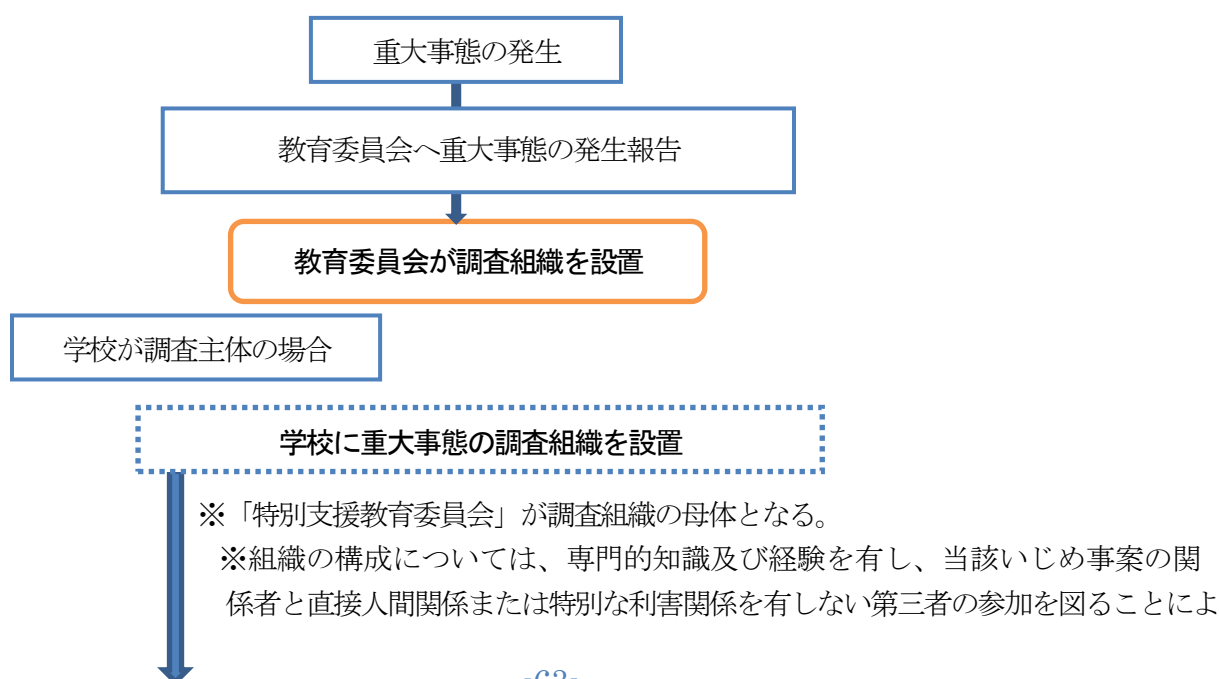 重大事態の発生
教育委員会へ重大事態の発生報告
教育委員会が調査組織を設置
学校が調査主体の場合
学校に重大事態の調査組織を設置
※「特別支援教育委員会」が調査組織の母体となる。
※組織の構成については、専門的知識及び経験を有し、当該いじめ事案の関
係者と直接人間関係または特別な利害関係を有しない第三者の参加を図ることによ